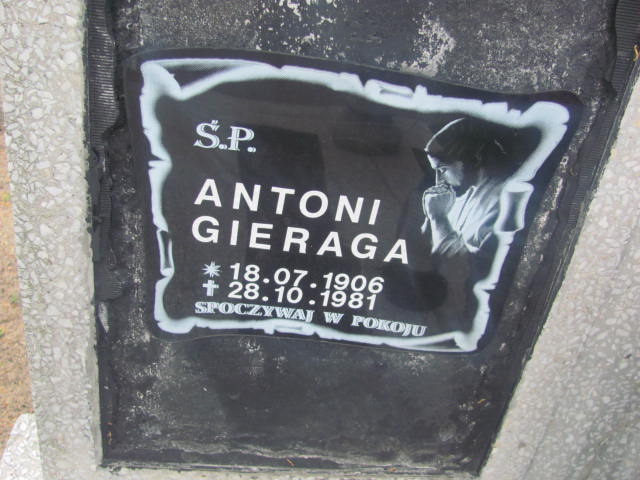 Ś.P.
ANTONI
GIERAGA
* 18.07.1906
† 28.10.1981
SPOCZYWAJ W POKOJU